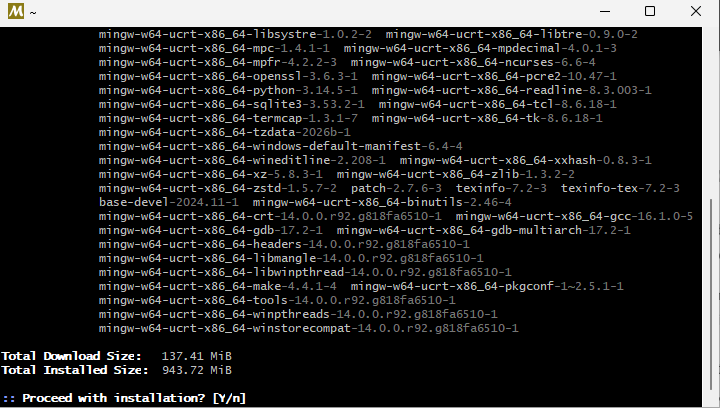 ~
mingw-w64-ucrt-x86_64-libsystre-1.0.2-2 mingw-w64-ucrt-x86_64-libtre-0.9.0-2
mingw-w64-ucrt-x86_64-mpc-1.4.1-1 mingw-w64-ucrt-x86_64-mpdecimal-4.0.1-3
mingw-w64-ucrt-x86_64-mpfr-4.2.2-3 mingw-w64-ucrt-x86_64-ncurses-6.6-4
mingw-w64-ucrt-x86_64-openssl-3.6.3-1 mingw-w64-ucrt-x86_64-pcre2-10.47-1
mingw-w64-ucrt-x86_64-python-3.14.5-1 mingw-w64-ucrt-x86_64-readline-8.3.003-1
mingw-w64-ucrt-x86_64-sqlite3-3.53.2-1 mingw-w64-ucrt-x86_64-tcl-8.6.18-1
mingw-w64-ucrt-x86_64-termcap-1.3.1-7 mingw-w64-ucrt-x86_64-tk-8.6.18-1
mingw-w64-ucrt-x86_64-tzdata-2026b-1
mingw-w64-ucrt-x86_64-windows-default-manifest-6.4-4
mingw-w64-ucrt-x86_64-wineditline-2.208-1 mingw-w64-ucrt-x86_64-xxhash-0.8.3-1
mingw-w64-ucrt-x86_64-xz-5.8.3-1 mingw-w64-ucrt-x86_64-zlib-1.3.2-2
mingw-w64-ucrt-x86_64-zstd-1.5.7-2 patch-2.7.6-3 texinfo-7.2-3 texinfo-tex-7.2-3
base-devel-2024.11-1 mingw-w64-ucrt-x86_64-binutils-2.46-4
mingw-w64-ucrt-x86_64-crt-14.0.0.r92.g818fa6510-1 mingw-w64-ucrt-x86_64-gcc-16.1.0-5
mingw-w64-ucrt-x86_64-gdb-17.2-1 mingw-w64-ucrt-x86_64-gdb-multiarch-17.2-1
mingw-w64-ucrt-x86_64-headers-14.0.0.r92.g818fa6510-1
mingw-w64-ucrt-x86_64-libmangle-14.0.0.r92.g818fa6510-1
mingw-w64-ucrt-x86_64-libwinpthread-14.0.0.r92.g818fa6510-1
mingw-w64-ucrt-x86_64-make-4.4.1-4 mingw-w64-ucrt-x86_64-pkgconf-1~2.5.1-1
mingw-w64-ucrt-x86_64-tools-14.0.0.r92.g818fa6510-1
mingw-w64-ucrt-x86_64-winpthreads-14.0.0.r92.g818fa6510-1
mingw-w64-ucrt-x86_64-winstorecompat-14.0.0.r92.g818fa6510-1
Total Download Size: 137.41 MiB
Total Installed Size: 943.72 MiB
:: Proceed with installation? [Y/n]